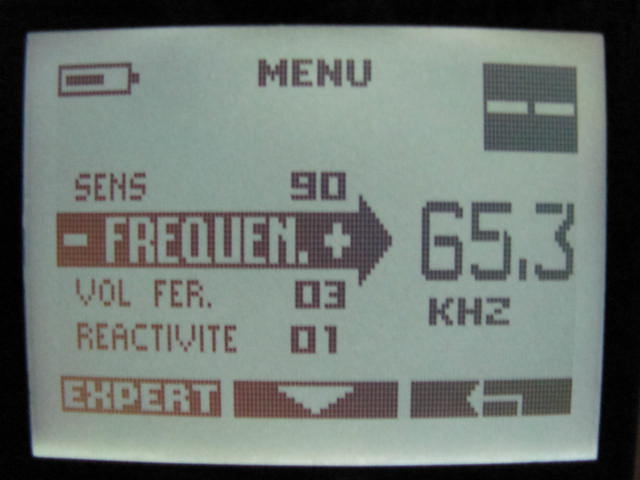 MENU
SENS 90
- FREQUEN. +
65.3
KHZ
VOL FER. 03
REACTIVITE 01
EXPERT